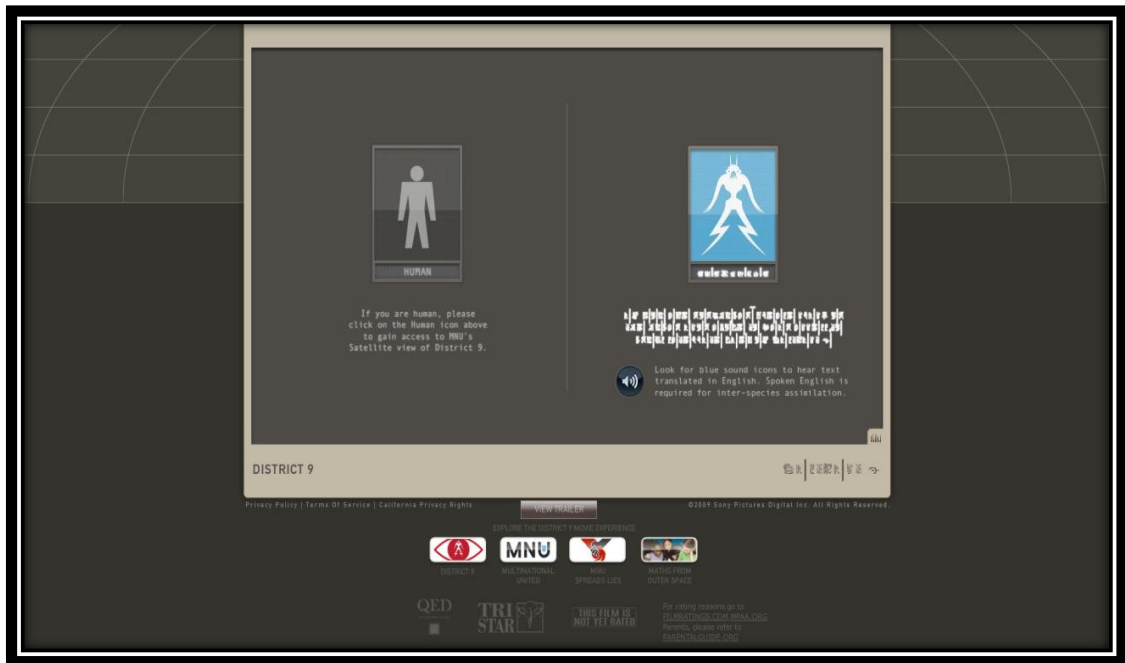 HUMAN
If you are human, please
click on the Human icon above
to gain access to MNU's
Satellite view of District 9.
Look for blue sound icons to hear text
translated in English. Spoken English is
required for inter-species assimilation.
DISTRICT 9
Privacy Policy | Terms Of Service | California Privacy Rights
VIEW TRAILER
©2009 Sony Pictures Digital Inc. All Rights Reserved.
EXPLORE THE DISTRICT 9 MOVIE EXPERIENCE
MNU
DISTRICT 9
MULTINATIONAL
UNITED
MNU
SPREADS LIES
MATHS FROM
OUTER SPACE
QED
TRI
STAR
THIS FILM IS
NOT YET RATED
For rating reasons go to
FILMRATINGS.COM MPAA.ORG
Parents, please refer to
PARENTALGUIDE.ORG